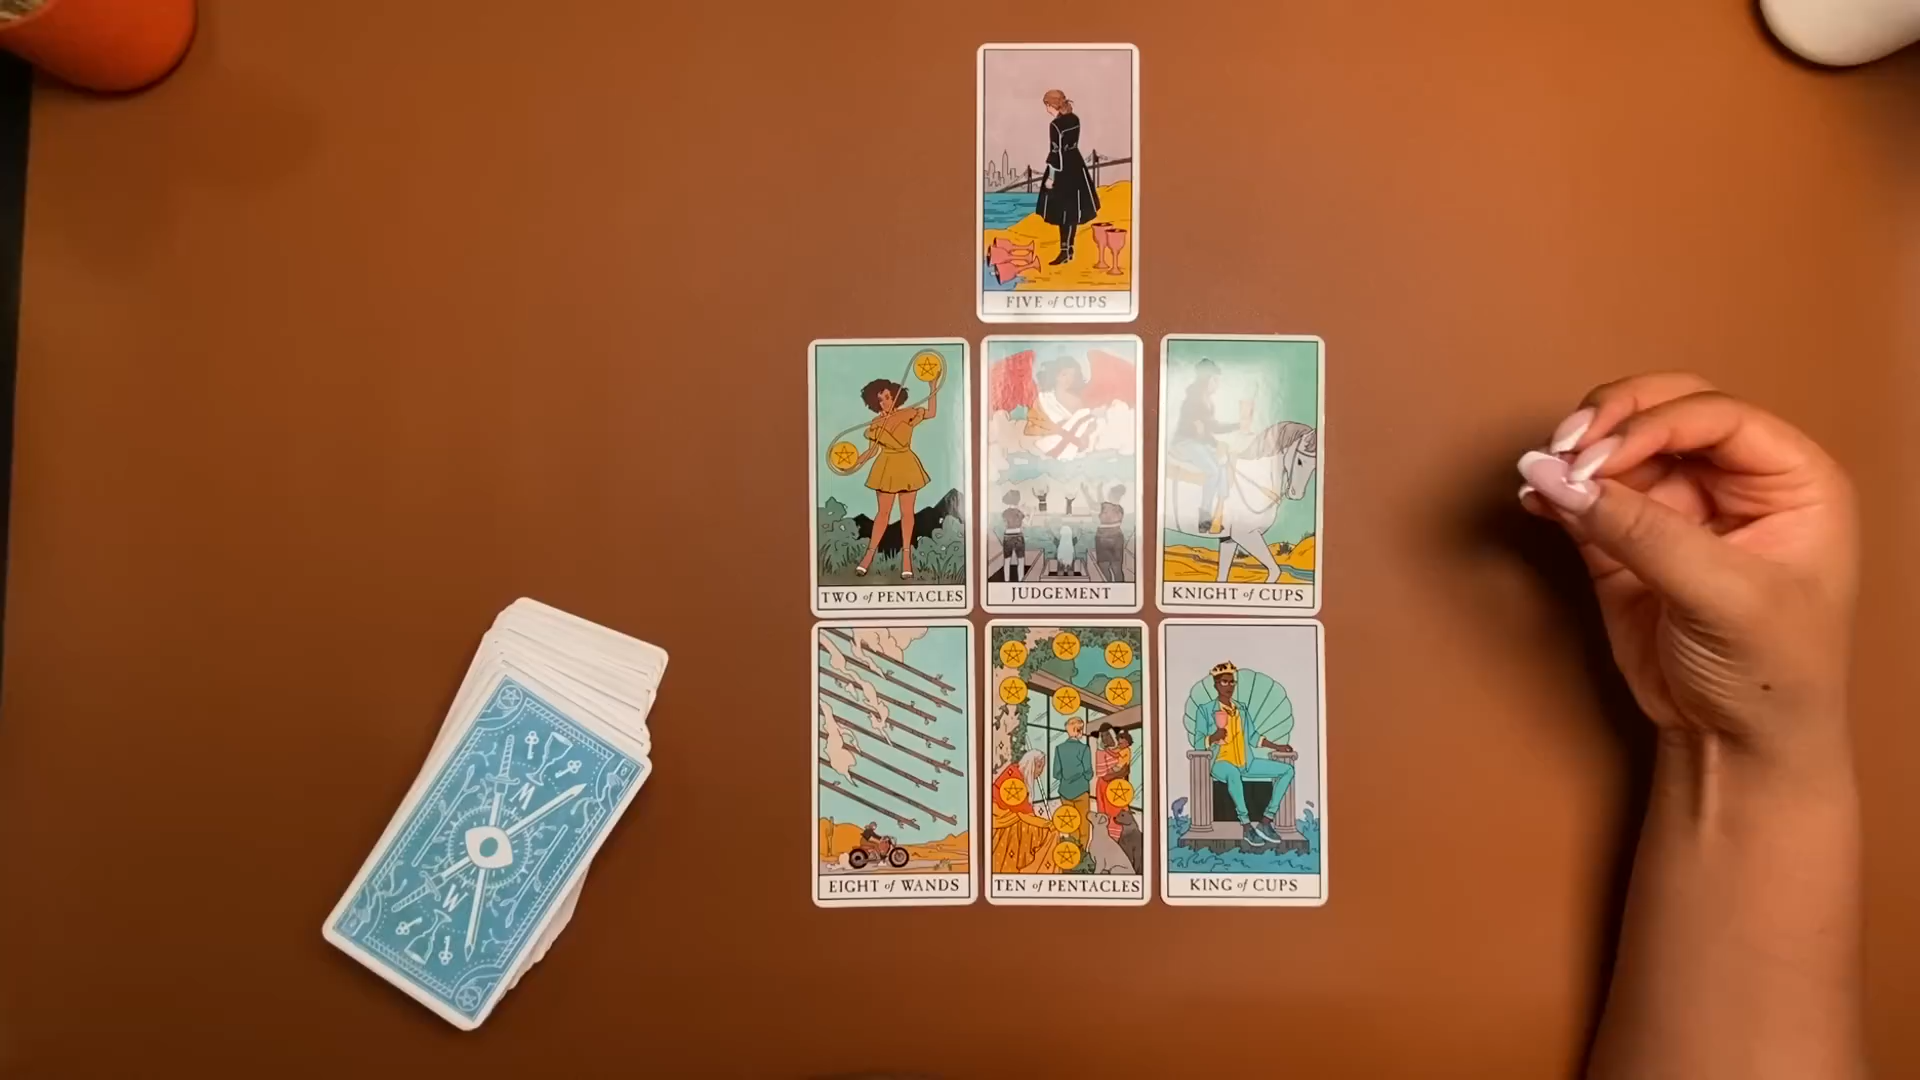 FIVE of CUPS
TWO of PENTACLES
JUDGEMENT
KNIGHT of CUPS
EIGHT of WANDS
TEN of PENTACLES
KING of CUPS
W
M